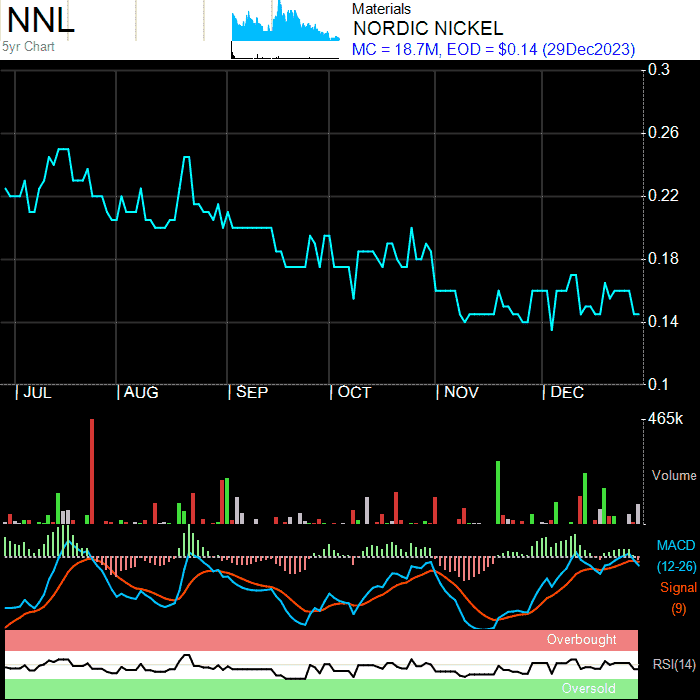 NNL
5yr Chart
Materials
NORDIC NICKEL
MC = 18.7M, EOD = $0.14 (29Dec2023)
0.3
0.26
0.22
0.18
0.14
0.1
JUL AUG SEP OCT NOV DEC
465k
Volume
MACD
(12-26)
Signal
(9)
Overbought
RSI(14)
Oversold